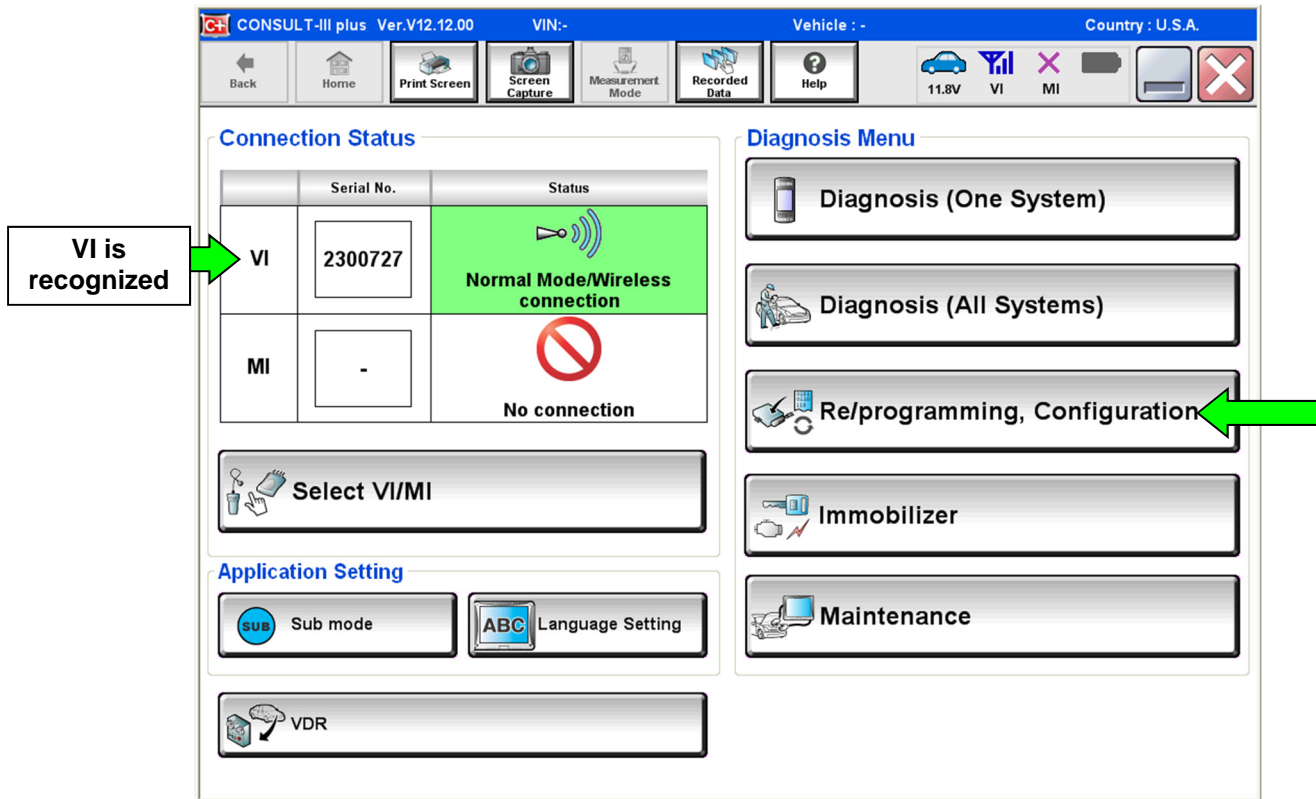 C+ CONSULT-III plus Ver.V12.12.00 VIN:- Vehicle : - Country : U.S.A.
Back
Home
Print Screen
Screen
Capture
Measurement
Mode
Recorded
Data
Help
11.8V
VI
MI
Connection Status
Serial No.
Status
VI is
recognized
VI
2300727
Normal Mode/Wireless
connection
MI
-
No connection
Select VI/MI
Application Setting
SUB
Sub mode
ABC
Language Setting
VDR
Diagnosis Menu
Diagnosis (One System)
Diagnosis (All Systems)
Re/programming, Configuration
Immobilizer
Maintenance